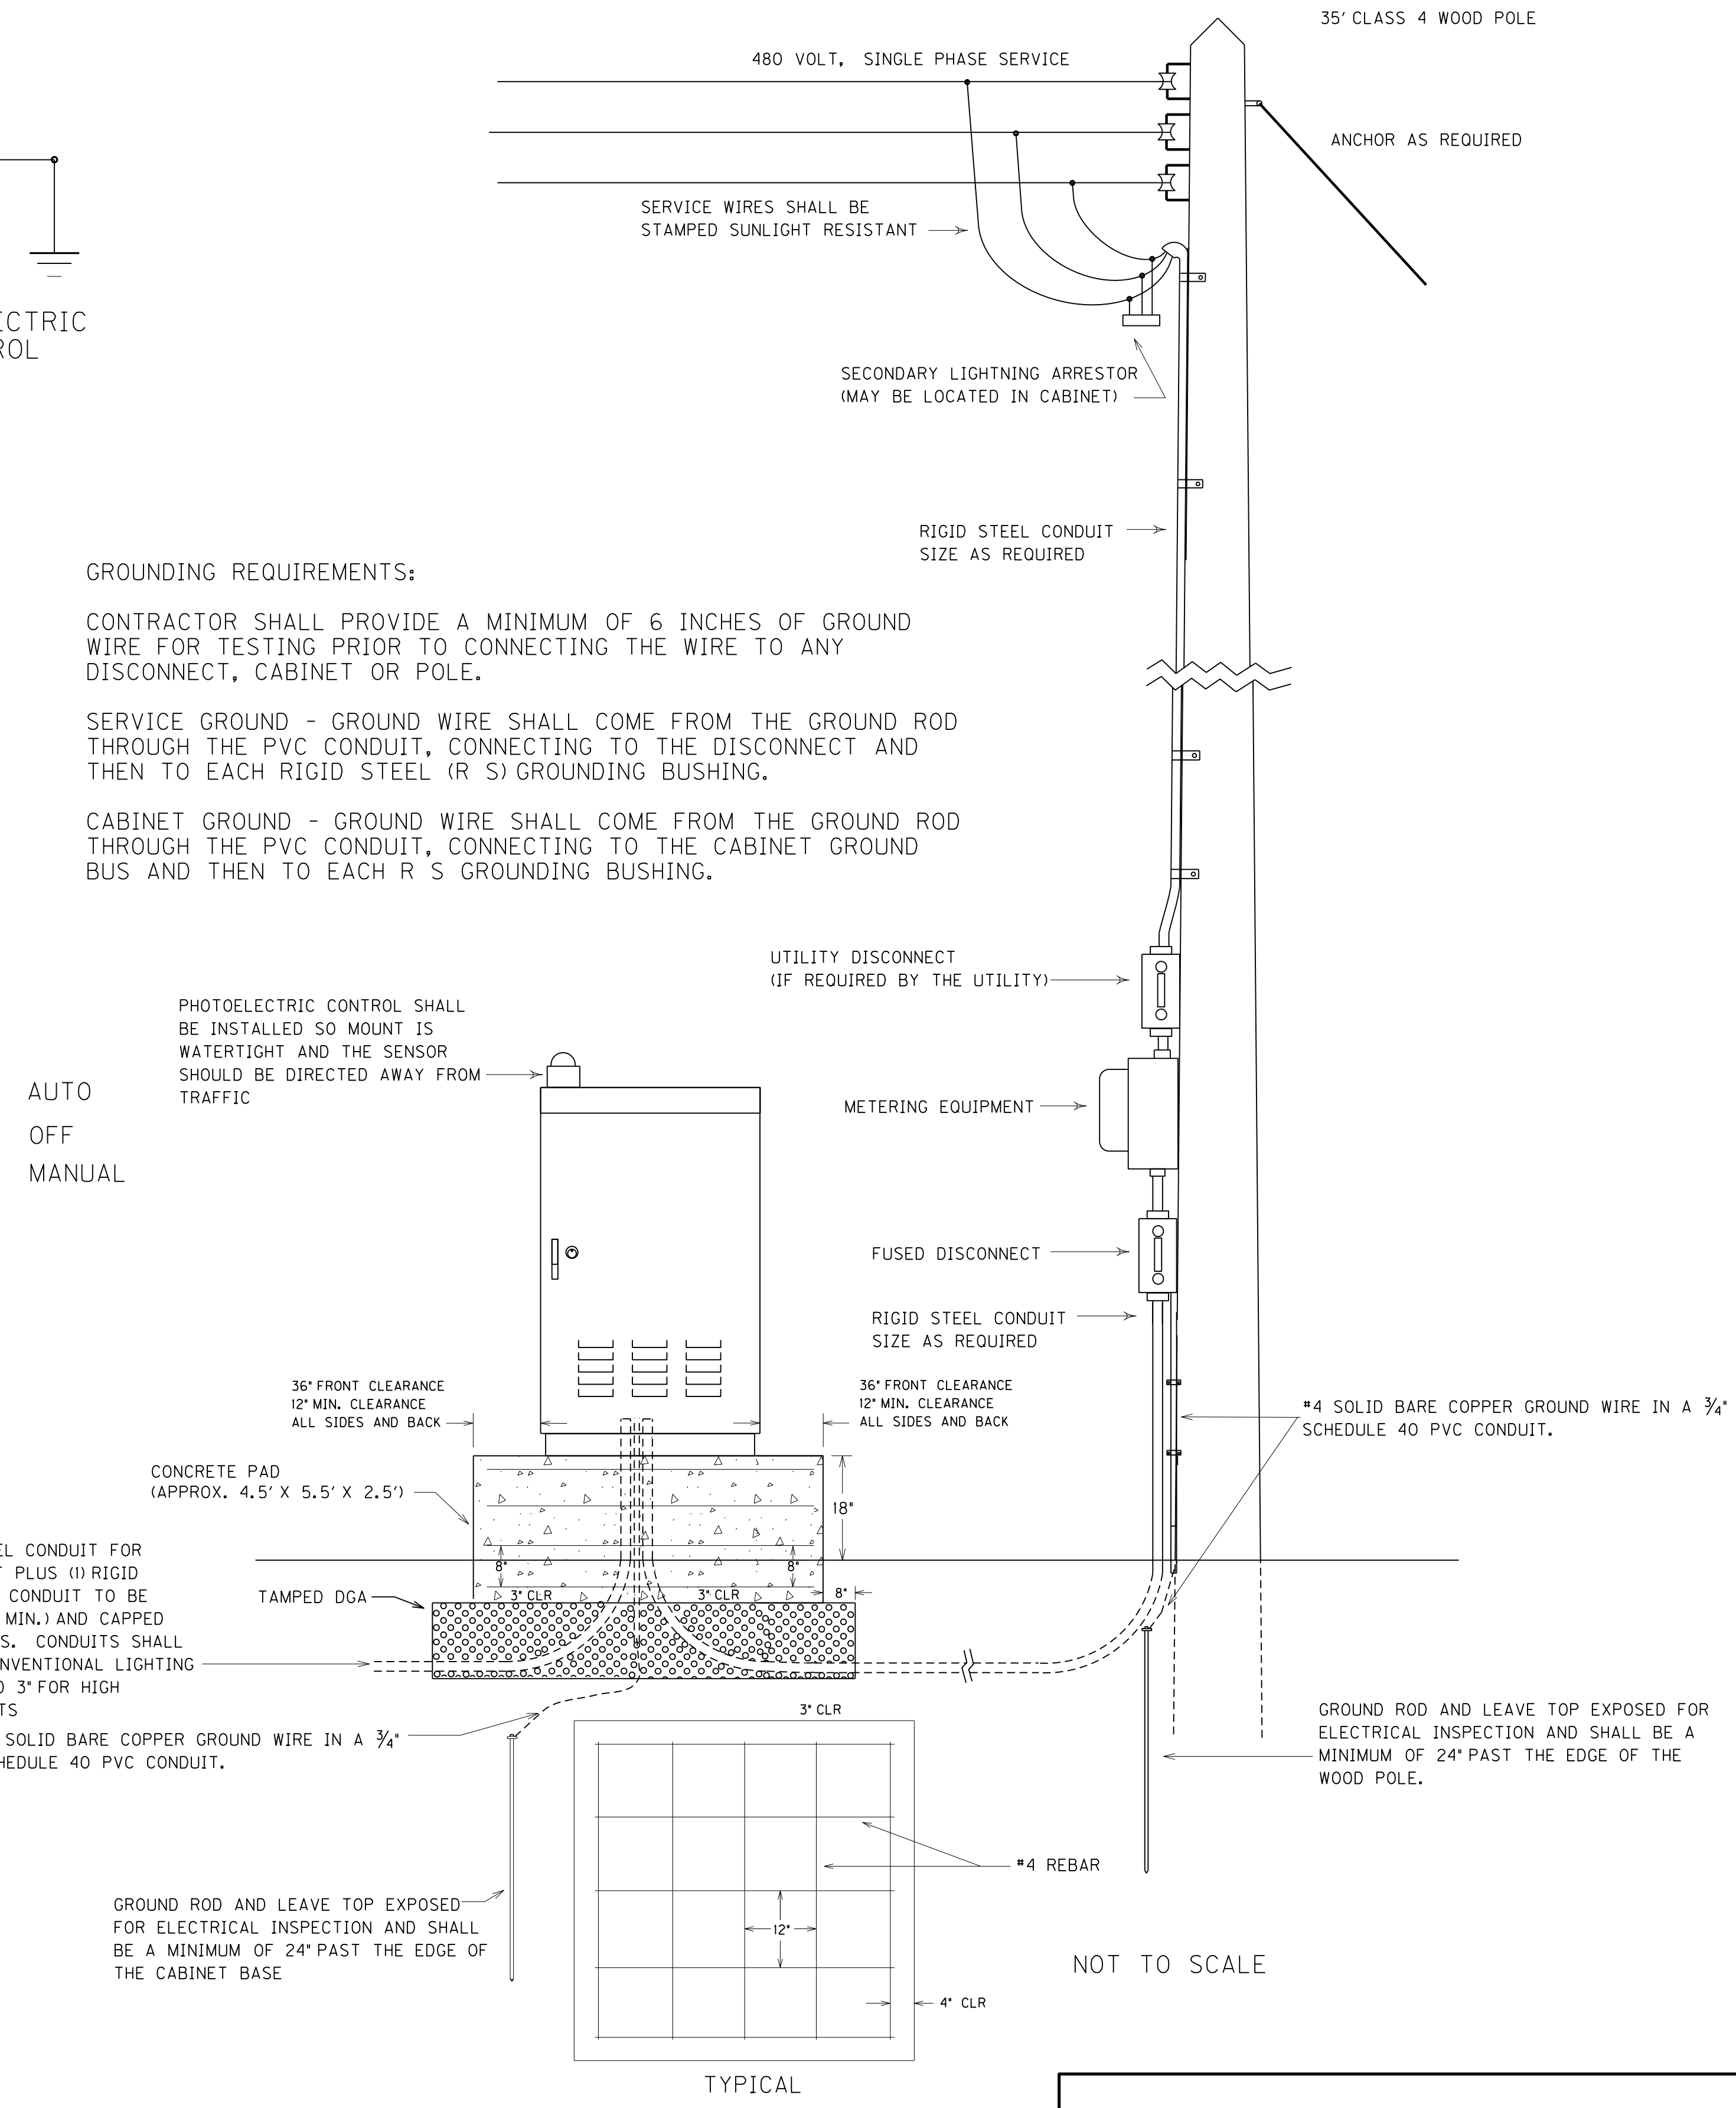 35' CLASS 4 WOOD POLE
480 VOLT, SINGLE PHASE SERVICE
ANCHOR AS REQUIRED
SERVICE WIRES SHALL BE
STAMPED SUNLIGHT RESISTANT
SECONDARY LIGHTNING ARRESTOR
(MAY BE LOCATED IN CABINET)
RIGID STEEL CONDUIT
SIZE AS REQUIRED
GROUNDING REQUIREMENTS:
CONTRACTOR SHALL PROVIDE A MINIMUM OF 6 INCHES OF GROUND
WIRE FOR TESTING PRIOR TO CONNECTING THE WIRE TO ANY
DISCONNECT, CABINET OR POLE.
SERVICE GROUND - GROUND WIRE SHALL COME FROM THE GROUND ROD
THROUGH THE PVC CONDUIT, CONNECTING TO THE DISCONNECT AND
THEN TO EACH RIGID STEEL (R S) GROUNDING BUSHING.
CABINET GROUND - GROUND WIRE SHALL COME FROM THE GROUND ROD
THROUGH THE PVC CONDUIT, CONNECTING TO THE CABINET GROUND
BUS AND THEN TO EACH R S GROUNDING BUSHING.
UTILITY DISCONNECT
(IF REQUIRED BY THE UTILITY)
PHOTOELECTRIC CONTROL SHALL
BE INSTALLED SO MOUNT IS
WATERTIGHT AND THE SENSOR
SHOULD BE DIRECTED AWAY FROM
TRAFFIC
AUTO
OFF
MANUAL
METERING EQUIPMENT
FUSED DISCONNECT
RIGID STEEL CONDUIT
SIZE AS REQUIRED
36" FRONT CLEARANCE
12" MIN. CLEARANCE
ALL SIDES AND BACK
36" FRONT CLEARANCE
12" MIN. CLEARANCE
ALL SIDES AND BACK
#4 SOLID BARE COPPER GROUND WIRE IN A 3/4"
SCHEDULE 40 PVC CONDUIT.
CONCRETE PAD
(APPROX. 4.5' X 5.5' X 2.5')
18"
CONDUIT FOR
PLUS (1) RIGID
CONDUIT TO BE
MIN.) AND CAPPED
CONDUITS SHALL
LIGHTING
3" FOR HIGH
8"
8"
3" CLR
3" CLR
8"
TAMPED DGA
SOLID BARE COPPER GROUND WIRE IN A 3/4"
40 PVC CONDUIT.
3" CLR
GROUND ROD AND LEAVE TOP EXPOSED FOR
ELECTRICAL INSPECTION AND SHALL BE A
MINIMUM OF 24" PAST THE EDGE OF THE
WOOD POLE.
#4 REBAR
12"
GROUND ROD AND LEAVE TOP EXPOSED
FOR ELECTRICAL INSPECTION AND SHALL
BE A MINIMUM OF 24" PAST THE EDGE OF
THE CABINET BASE
NOT TO SCALE
4" CLR
TYPICAL